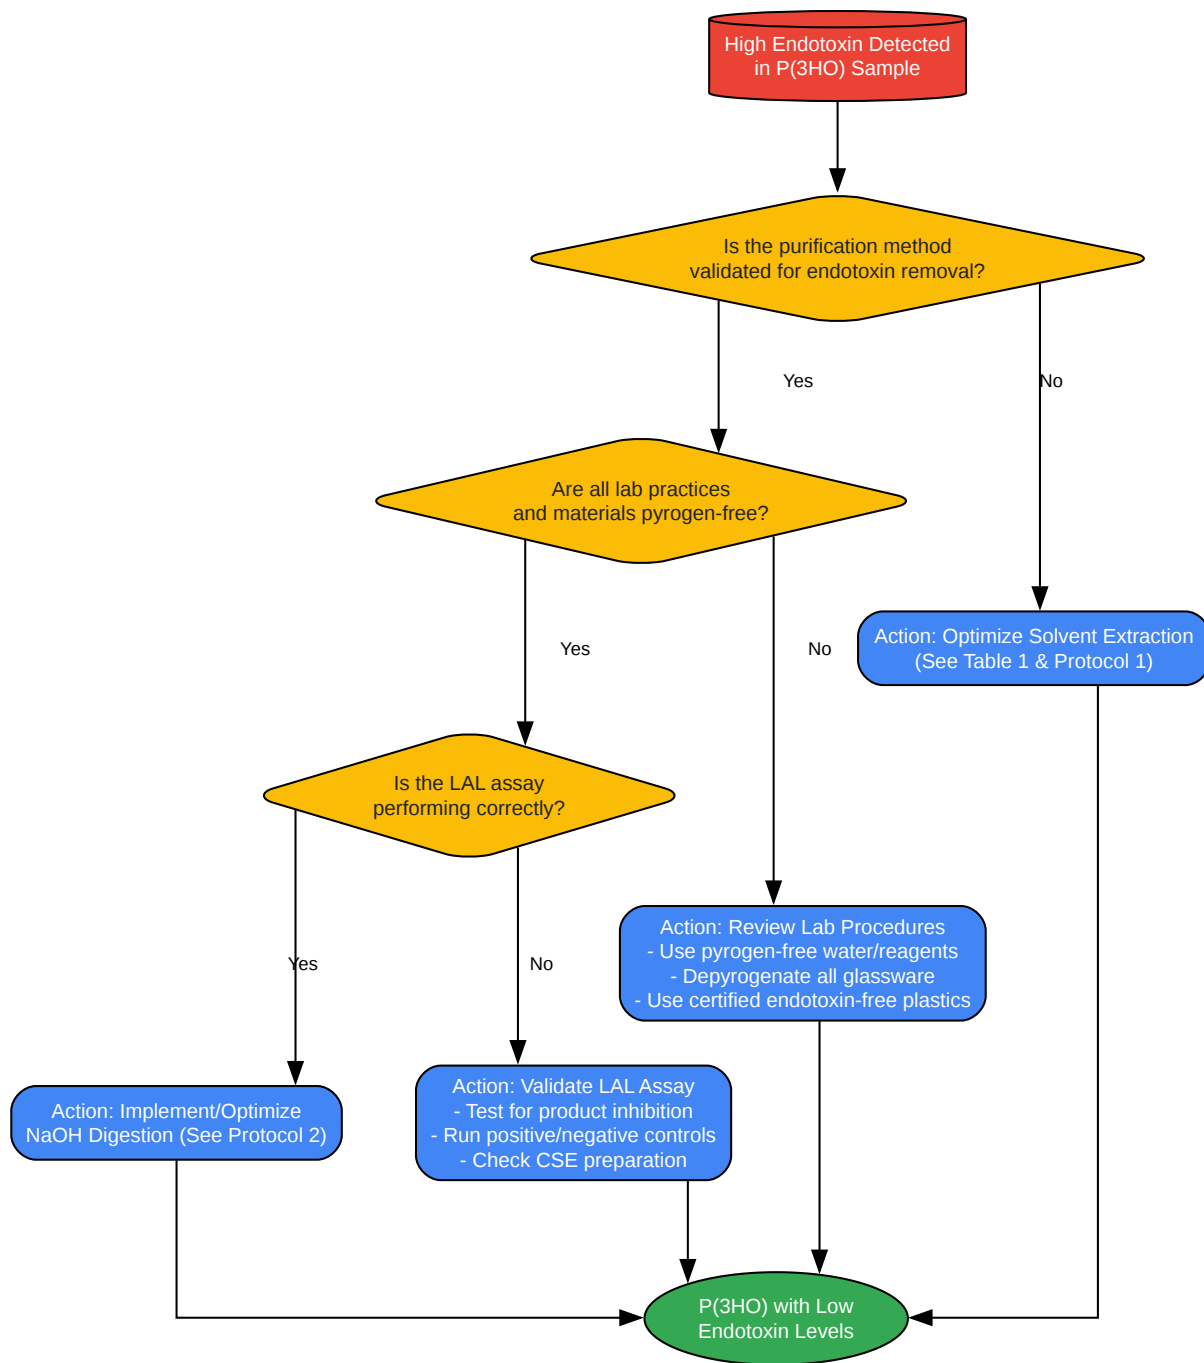 High Endotoxin Detected
in P(3HO) Sample
Is the purification method
validated for endotoxin removal?
Yes
No
Are all lab practices
and materials pyrogen-free?
Yes
No
Action: Optimize Solvent Extraction
(See Table 1 & Protocol 1)
Is the LAL assay
performing correctly?
Yes
No
Action: Review Lab Procedures
- Use pyrogen-free water/reagents
- Depyrogenate all glassware
- Use certified endotoxin-free plastics
Action: Implement/Optimize
NaOH Digestion (See Protocol 2)
Action: Validate LAL Assay
- Test for product inhibition
- Run positive/negative controls
- Check CSE preparation
P(3HO) with Low
Endotoxin Levels